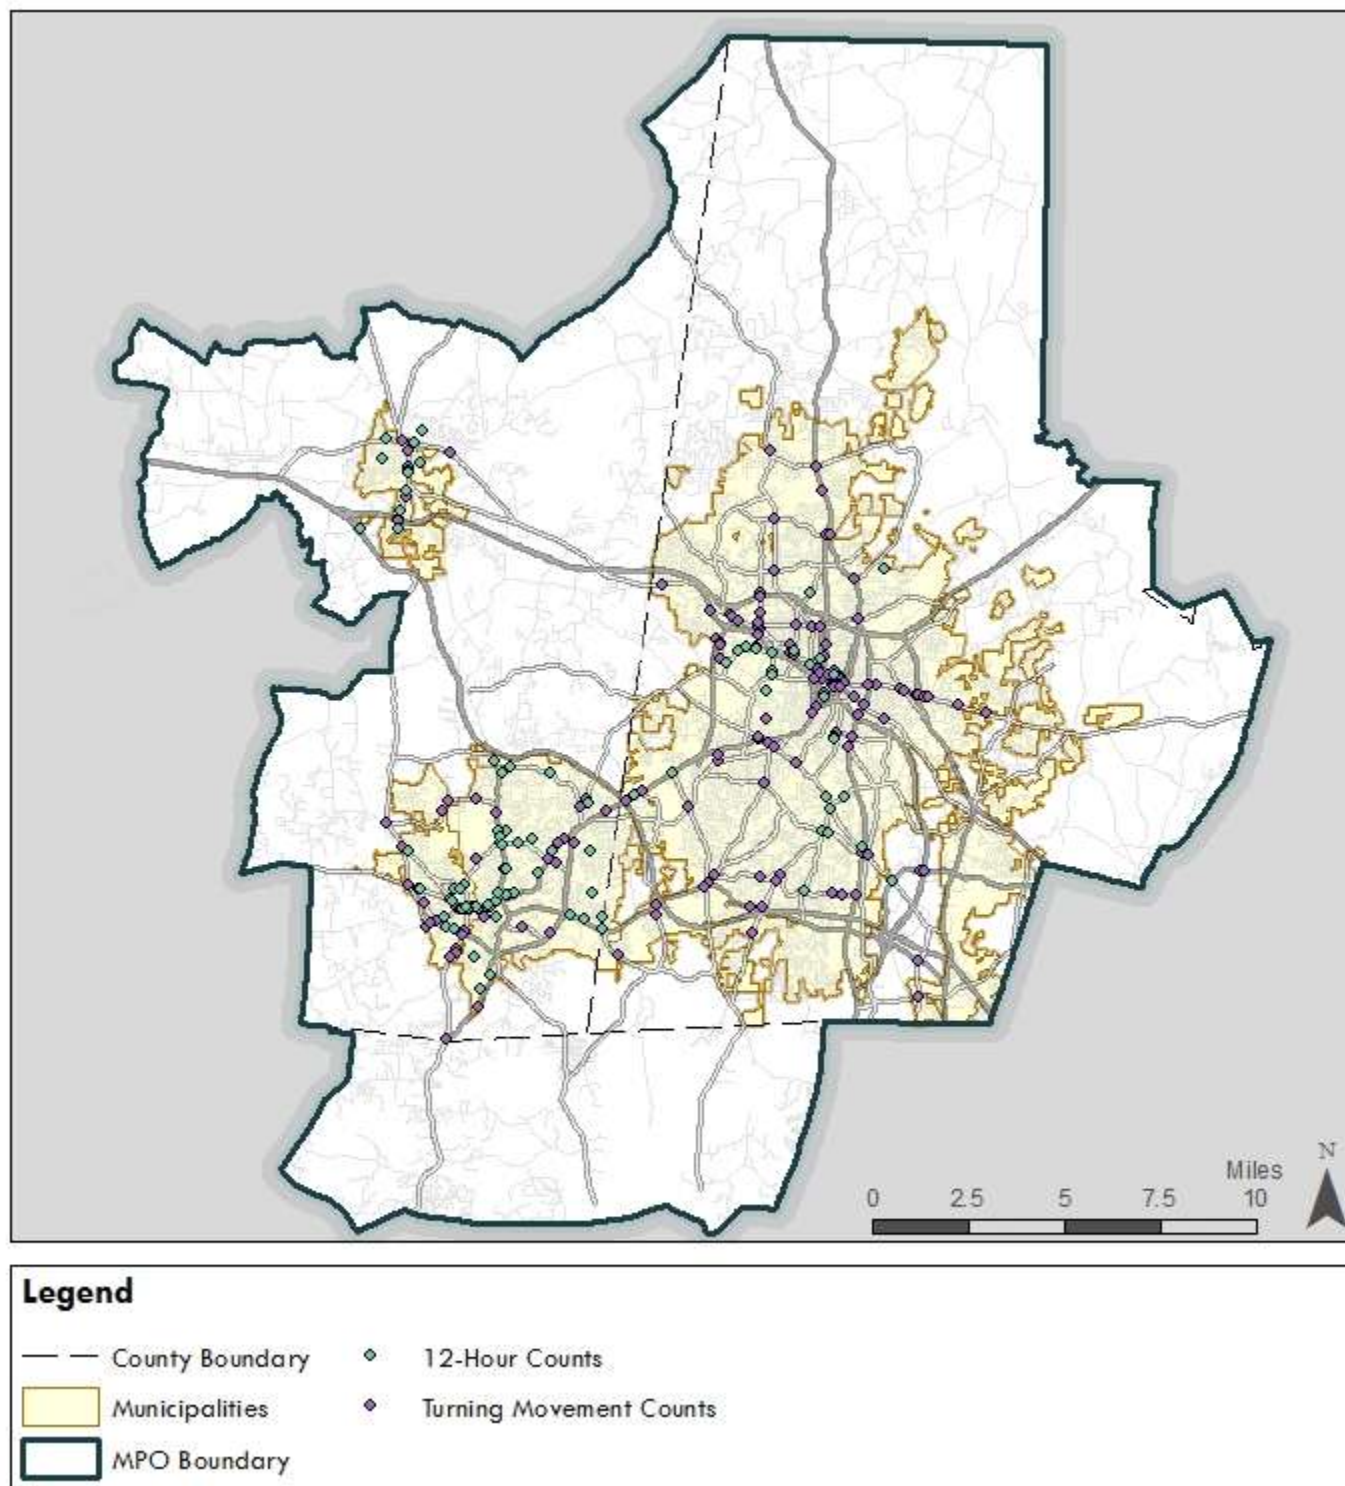 N
Miles
0 2.5 5 7.5 10
Legend
County Boundary 12-Hour Counts
Municipalities Turning Movement Counts
MPO Boundary